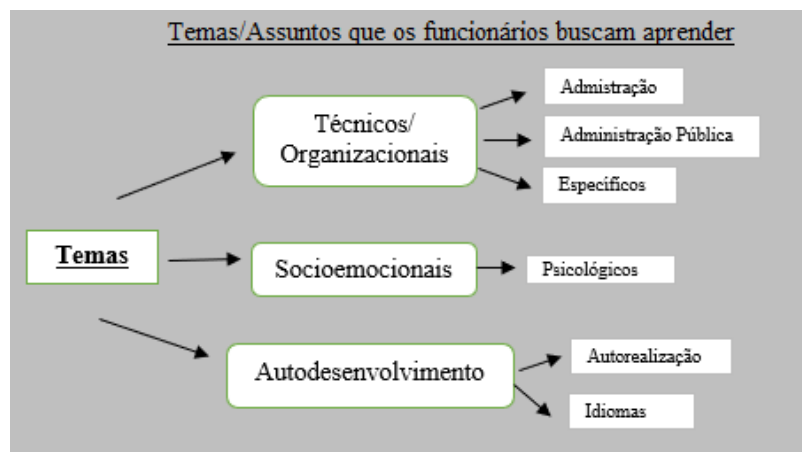 Temas/Assuntos que os funcionários buscam aprender
Técnicos/
Organizacionais
Admistração
Administração Pública
Específicos
Temas
Socioemocionais
Psicológicos
Autodesenvolvimento
Autorealização
Idiomas